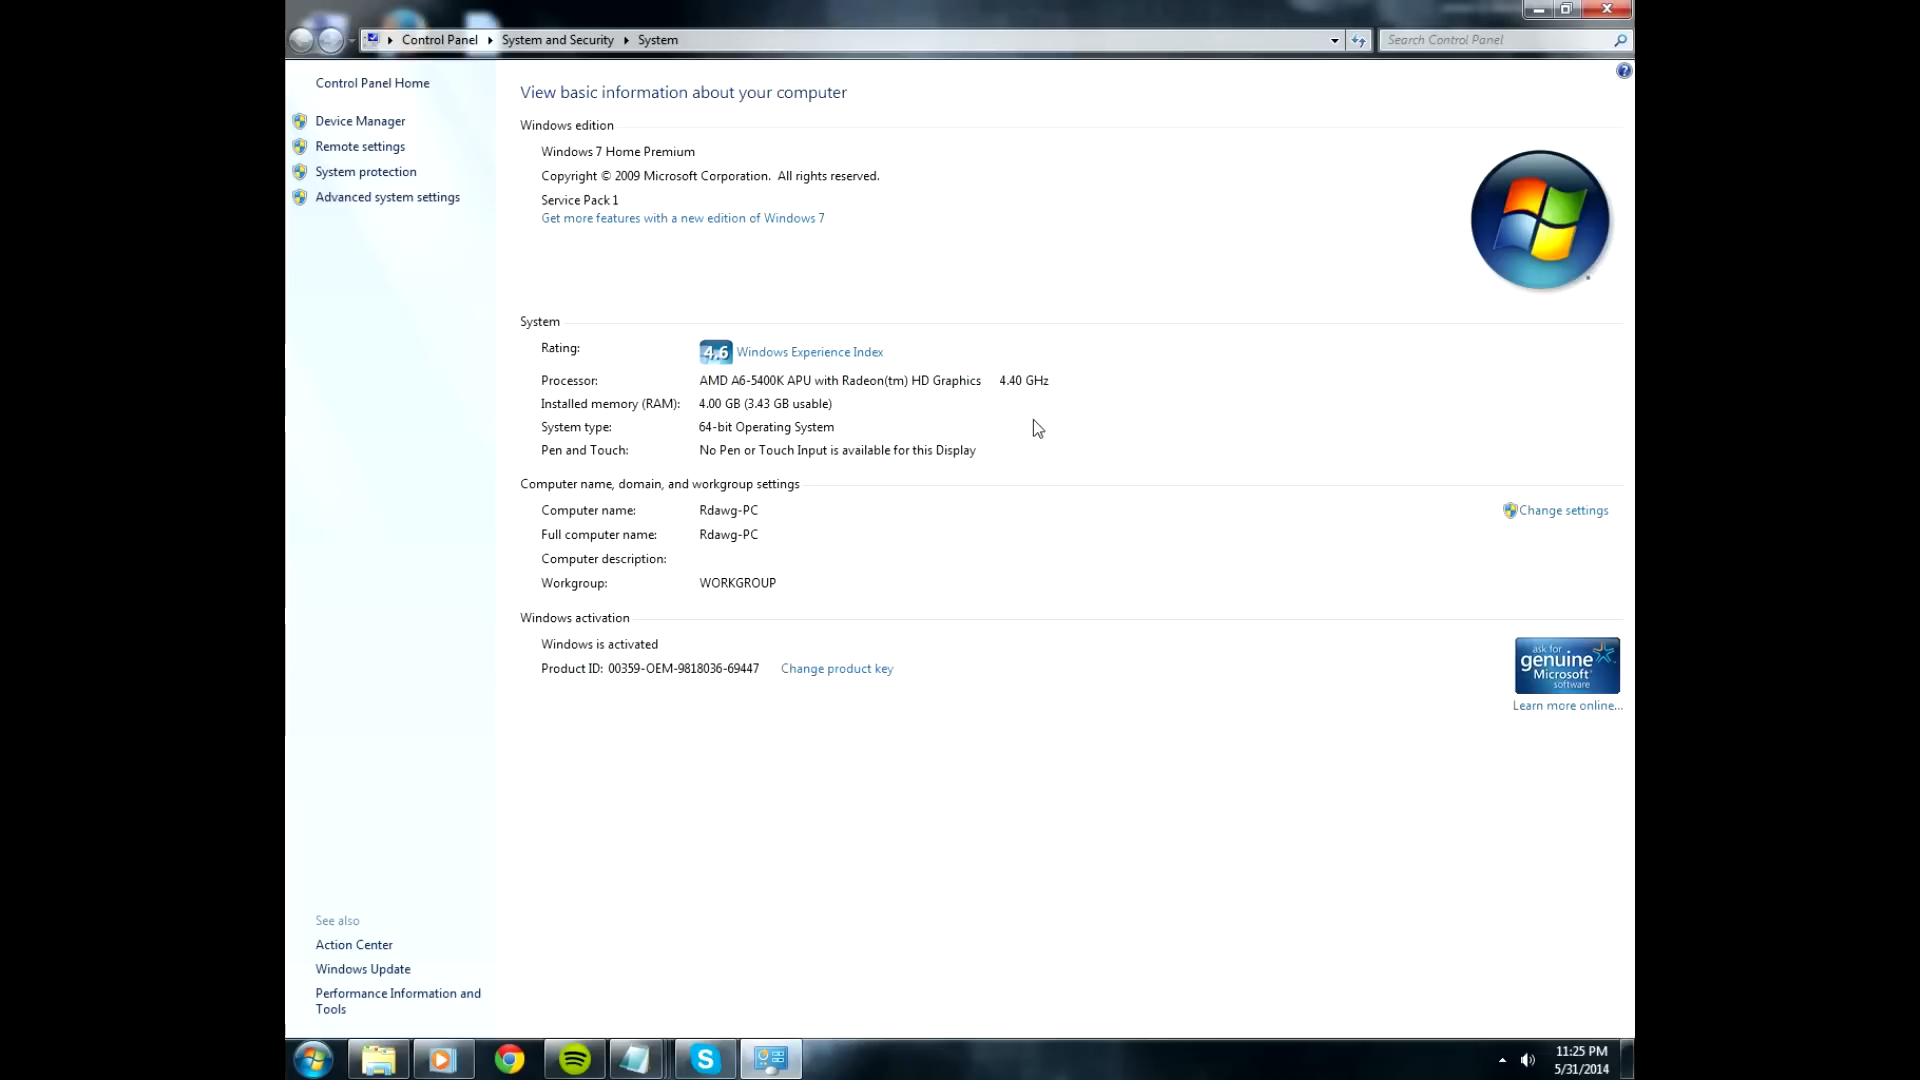 Control Panel
System and Security
System
Search Control Panel
Control Panel Home
Device Manager
Remote settings
System protection
Advanced system settings
See also
Action Center
Windows Update
Performance Information and
Tools
View basic information about your computer
Windows edition
Windows 7 Home Premium
Copyright © 2009 Microsoft Corporation. All rights reserved.
Service Pack 1
Get more features with a new edition of Windows 7
System
Rating: 4.6 Windows Experience Index
Processor: AMD A6-5400K APU with Radeon(tm) HD Graphics 4.40 GHz
Installed memory (RAM): 4.00 GB (3.43 GB usable)
System type: 64-bit Operating System
Pen and Touch: No Pen or Touch Input is available for this Display
Computer name, domain, and workgroup settings
Computer name: Rdawg-PC
Change settings
Full computer name: Rdawg-PC
Computer description:
Workgroup: WORKGROUP
Windows activation
Windows is activated
Product ID: 00359-OEM-9818036-69447 Change product key
ask for
genuine
Microsoft
software
Learn more online...
11:25 PM
5/31/2014